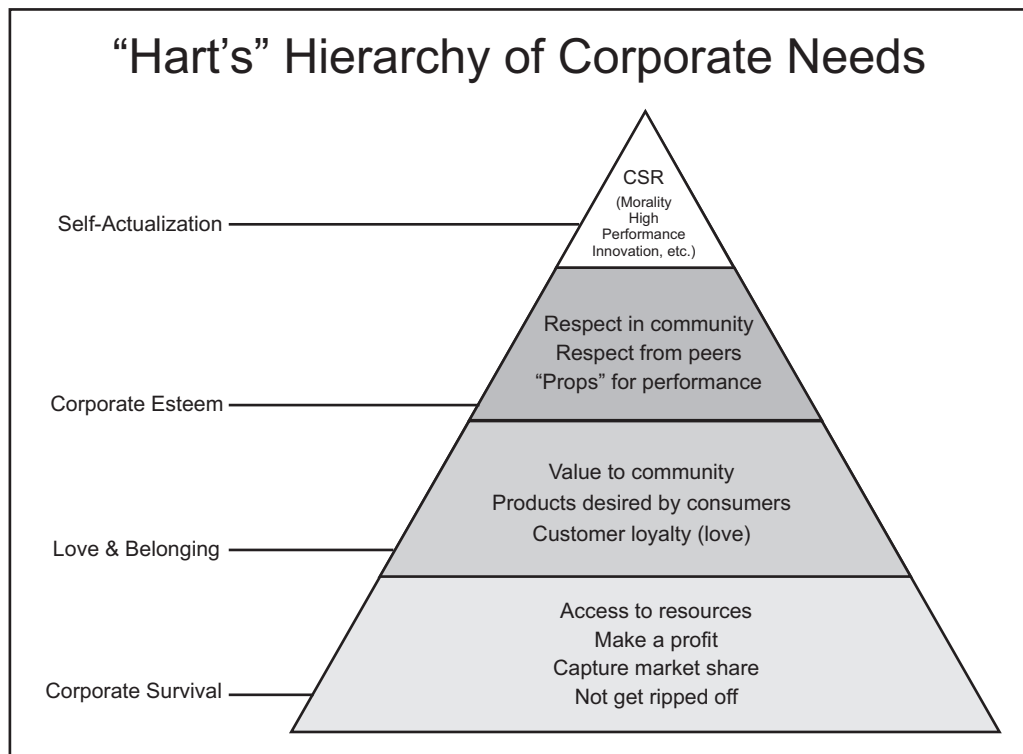 “Hart’s” Hierarchy of Corporate Needs
CSR
(Morality
High
Performance
Innovation, etc.)
Self-Actualization
Respect in community
Respect from peers
“Props” for performance
Corporate Esteem
Value to community
Products desired by consumers
Customer loyalty (love)
Love & Belonging
Access to resources
Make a profit
Capture market share
Not get ripped off
Corporate Survival